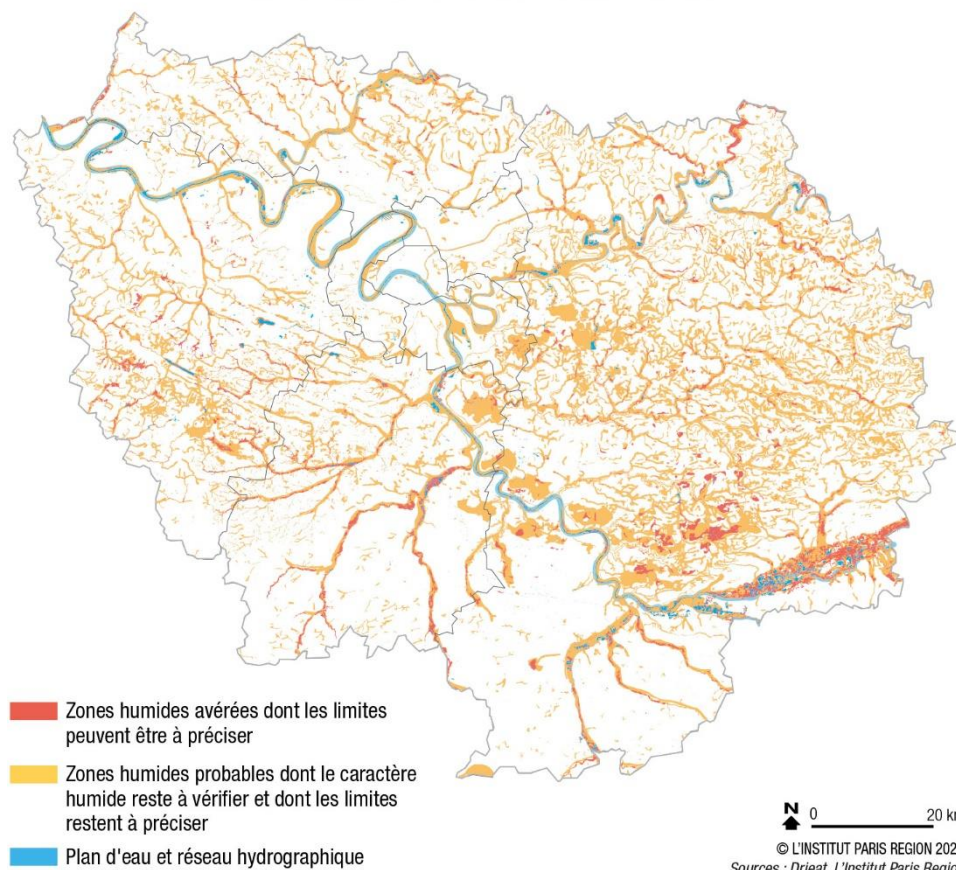 Zones humides avérées dont les limites
peuvent être à préciser
Zones humides probables dont le caractère
humide reste à vérifier et dont les limites
restent à préciser
Plan d'eau et réseau hydrographique
N
0 20 km
© L'INSTITUT PARIS REGION 202
Sources : Drieat, L'Institut Paris Region